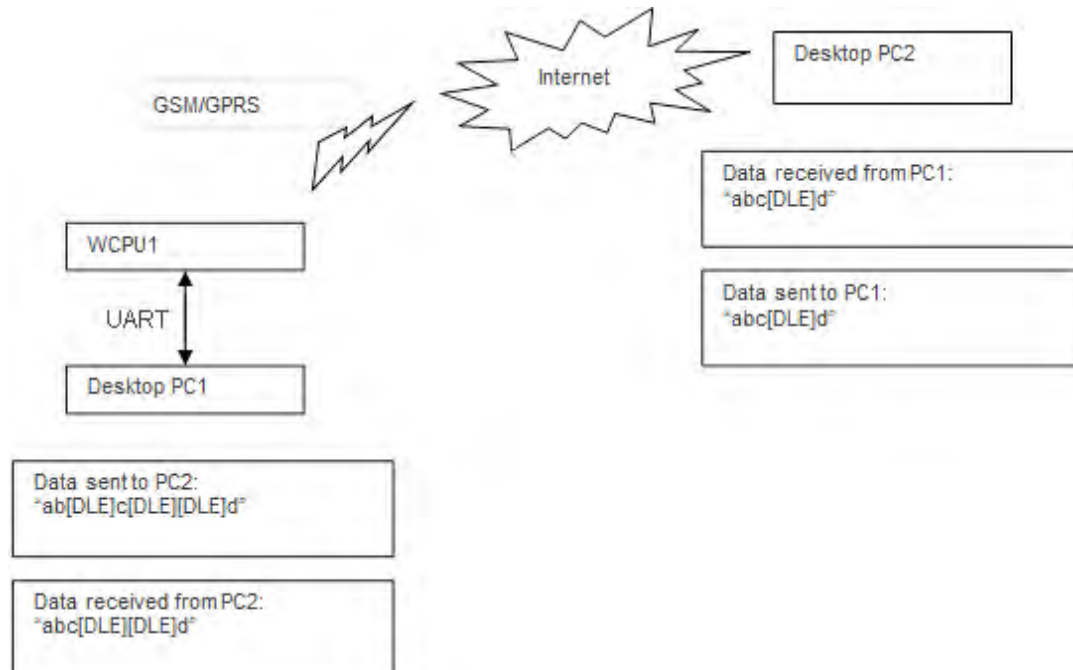 Internet
Desktop PC2
GSM/GPRS
Data received from PC1:
“abc[DLE]d”
WCPU1
Data sent to PC1:
“abc[DLE]d”
UART
Desktop PC1
Data sent to PC2:
“ab[DLE]c[DLE][DLE]d”
Data received from PC2:
“abc[DLE][DLE]d”